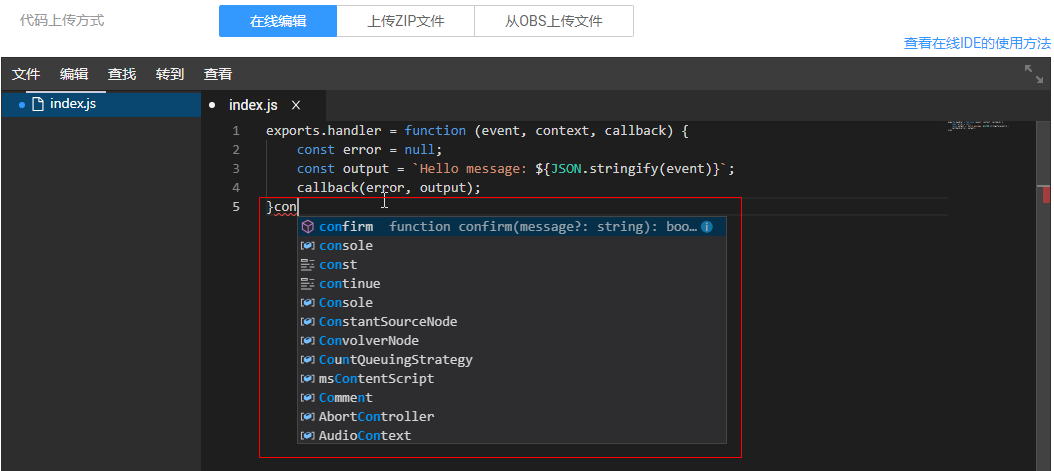 代码上传方式 在线编辑 上传ZIP文件 从OBS上传文件
查看在线IDE的使用方法
文件 编辑 查找 转到 查看
index.js
index.js X
1 exports.handler = function (event, context, callback) {
2 const error = null;
3 const output = `Hello message: ${JSON.stringify(event)}`;
4 callback(error, output);
5 }con
confirm function confirm(message?: string): boo…
console
const
continue
Console
ConstantSourceNode
ConvolverNode
CountQueuingStrategy
msContentScript
Comment
AbortController
AudioContext